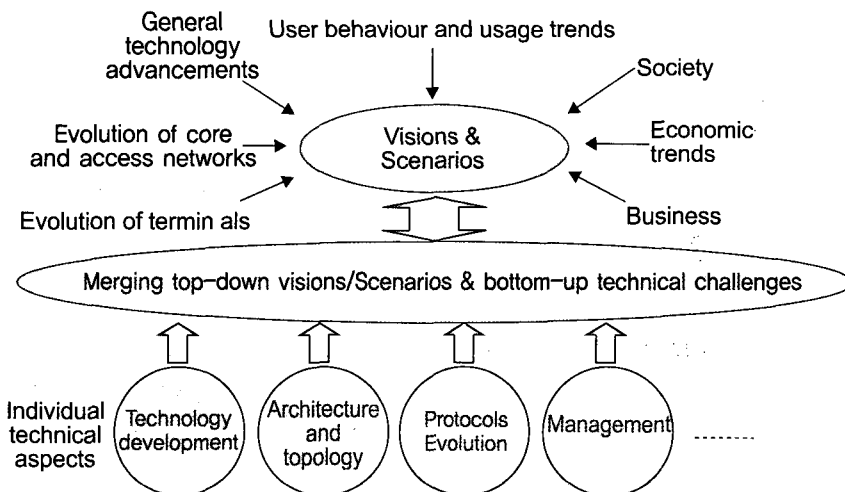 General
technology
advancements
User behaviour and usage trends
Society
Evolution of core
and access networks
Visions &
Scenarios
Economic
trends
Evolution of termin als
Business
Merging top-down visions/Scenarios & bottom-up technical challenges
Individual
technical
aspects
Technology
development
Architecture
and
topology
Protocols
Evolution
Management